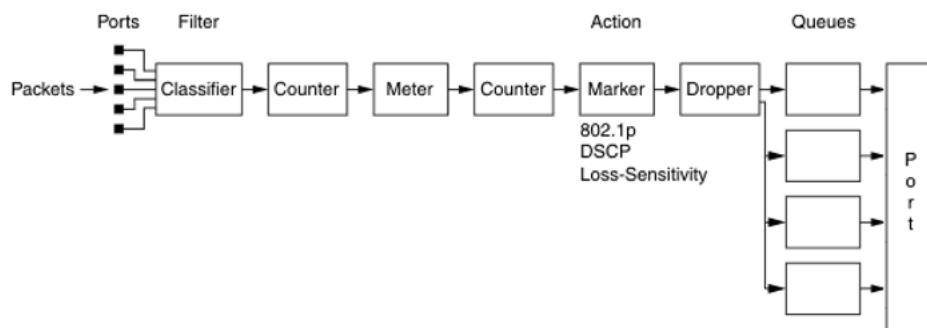 Ports
Filter
Action
Queues
Packets
Classifier
Counter
Meter
Counter
Marker
Dropper
802.1p
DSCP
Loss-Sensitivity
P
o
r
t